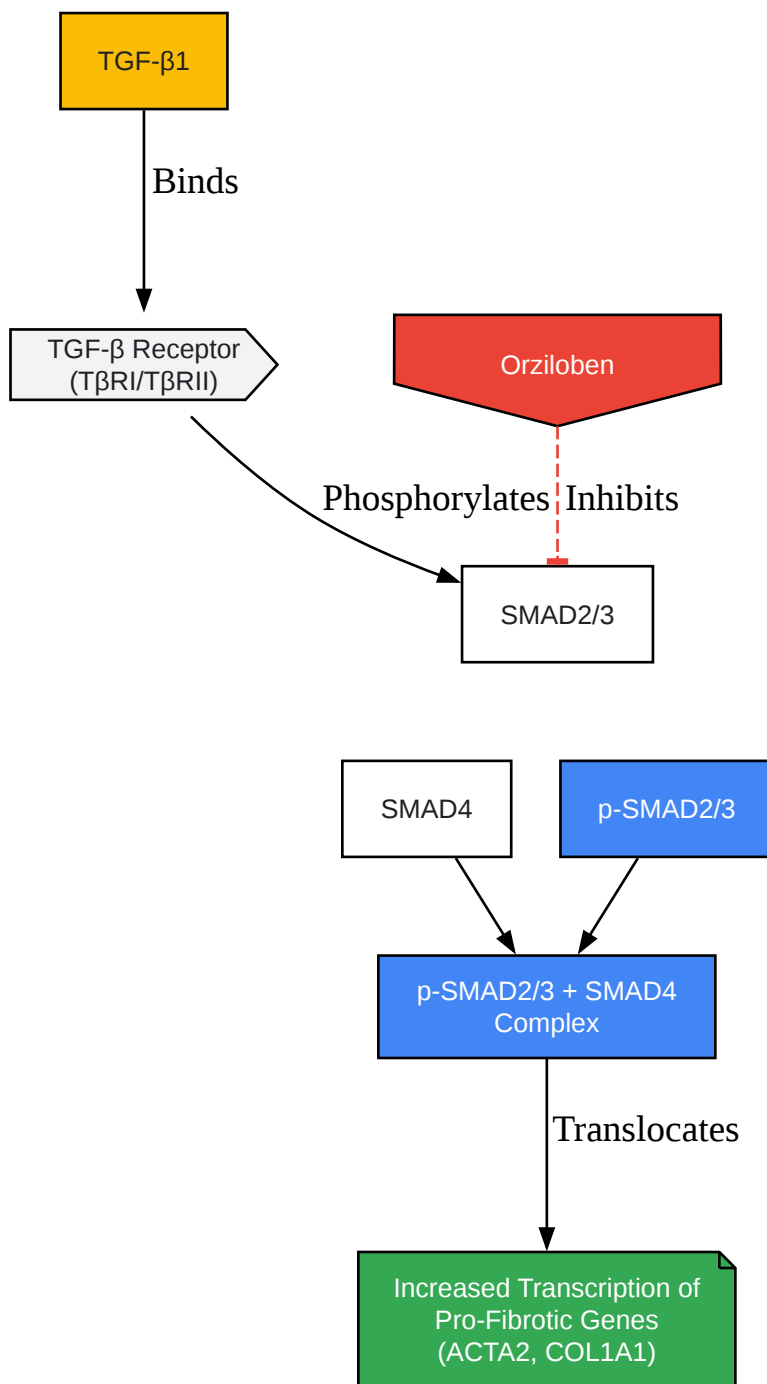 TGF-β1
Binds
TGF-β Receptor
(TβRI/TβRII)
Orziloben
Phosphorylates
Inhibits
SMAD2/3
SMAD4
p-SMAD2/3
p-SMAD2/3 + SMAD4
Complex
Translocates
Increased Transcription of
Pro-Fibrotic Genes
(ACTA2, COL1A1)